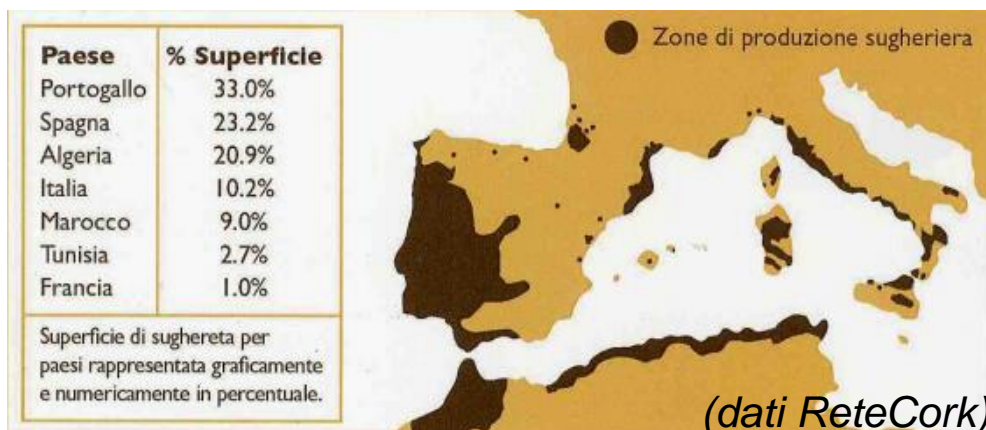 Paese % Superficie
Portogallo 33.0%
Spagna 23.2%
Algeria 20.9%
Italia 10.2%
Marocco 9.0%
Tunisia 2.7%
Francia 1.0%
Superficie di sughereta per
paesi rappresentata graficamente
e numericamente in percentuale.
Zone di produzione sugheriera
(dati ReteCork)